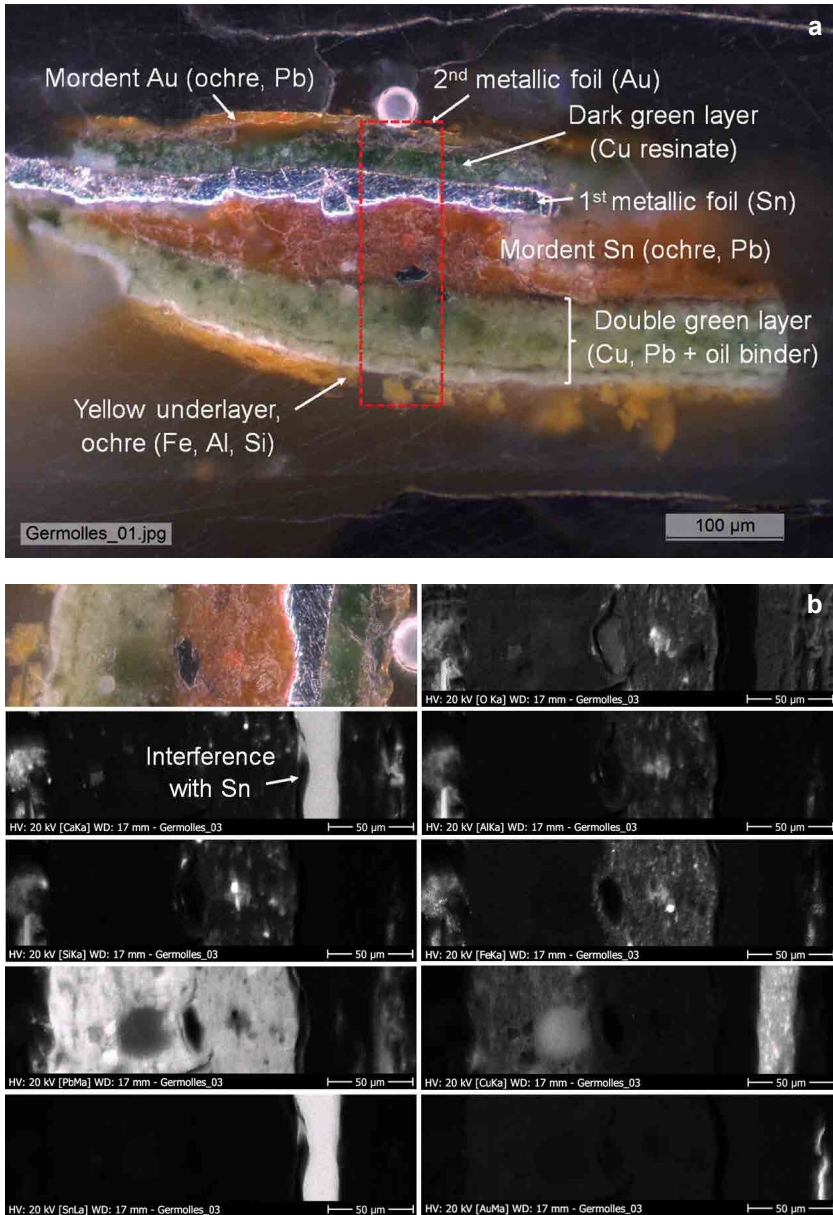 a
Mordent Au (ochre, Pb)
2nd metallic foil (Au)
Dark green layer
(Cu resinate)
1st metallic foil (Sn)
Mordent Sn (ochre, Pb)
Double green layer
(Cu, Pb + oil binder)
Yellow underlayer,
ochre (Fe, Al, Si)
Germolles_01.jpg
100 µm
b
HV: 20 kV [O Ka] WD: 17 mm - Germolles_03
50 µm
Interference
with Sn
HV: 20 kV [CaKa] WD: 17 mm - Germolles_03
50 µm
HV: 20 kV [AlKa] WD: 17 mm - Germolles_03
50 µm
HV: 20 kV [SiKa] WD: 17 mm - Germolles_03
50 µm
HV: 20 kV [FeKa] WD: 17 mm - Germolles_03
50 µm
HV: 20 kV [PbMa] WD: 17 mm - Germolles_03
50 µm
HV: 20 kV [CuKa] WD: 17 mm - Germolles_03
50 µm
HV: 20 kV [SnLa] WD: 17 mm - Germolles_03
50 µm
HV: 20 kV [AuMa] WD: 17 mm - Germolles_03
50 µm